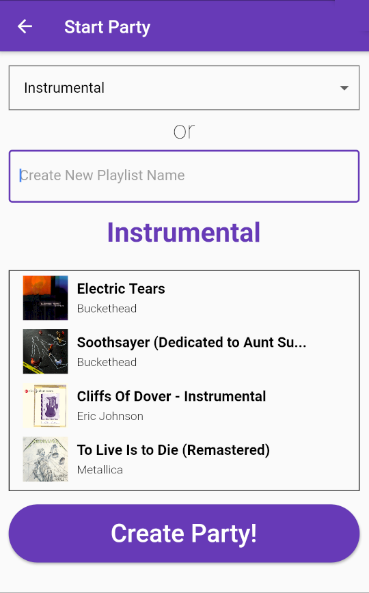 Start Party
Instrumental
or
Create New Playlist Name
Instrumental
Electric Tears
Buckethead
Soothsayer (Dedicated to Aunt Su...
Buckethead
Cliffs Of Dover - Instrumental
Eric Johnson
To Live Is to Die (Remastered)
Metallica
Create Party!